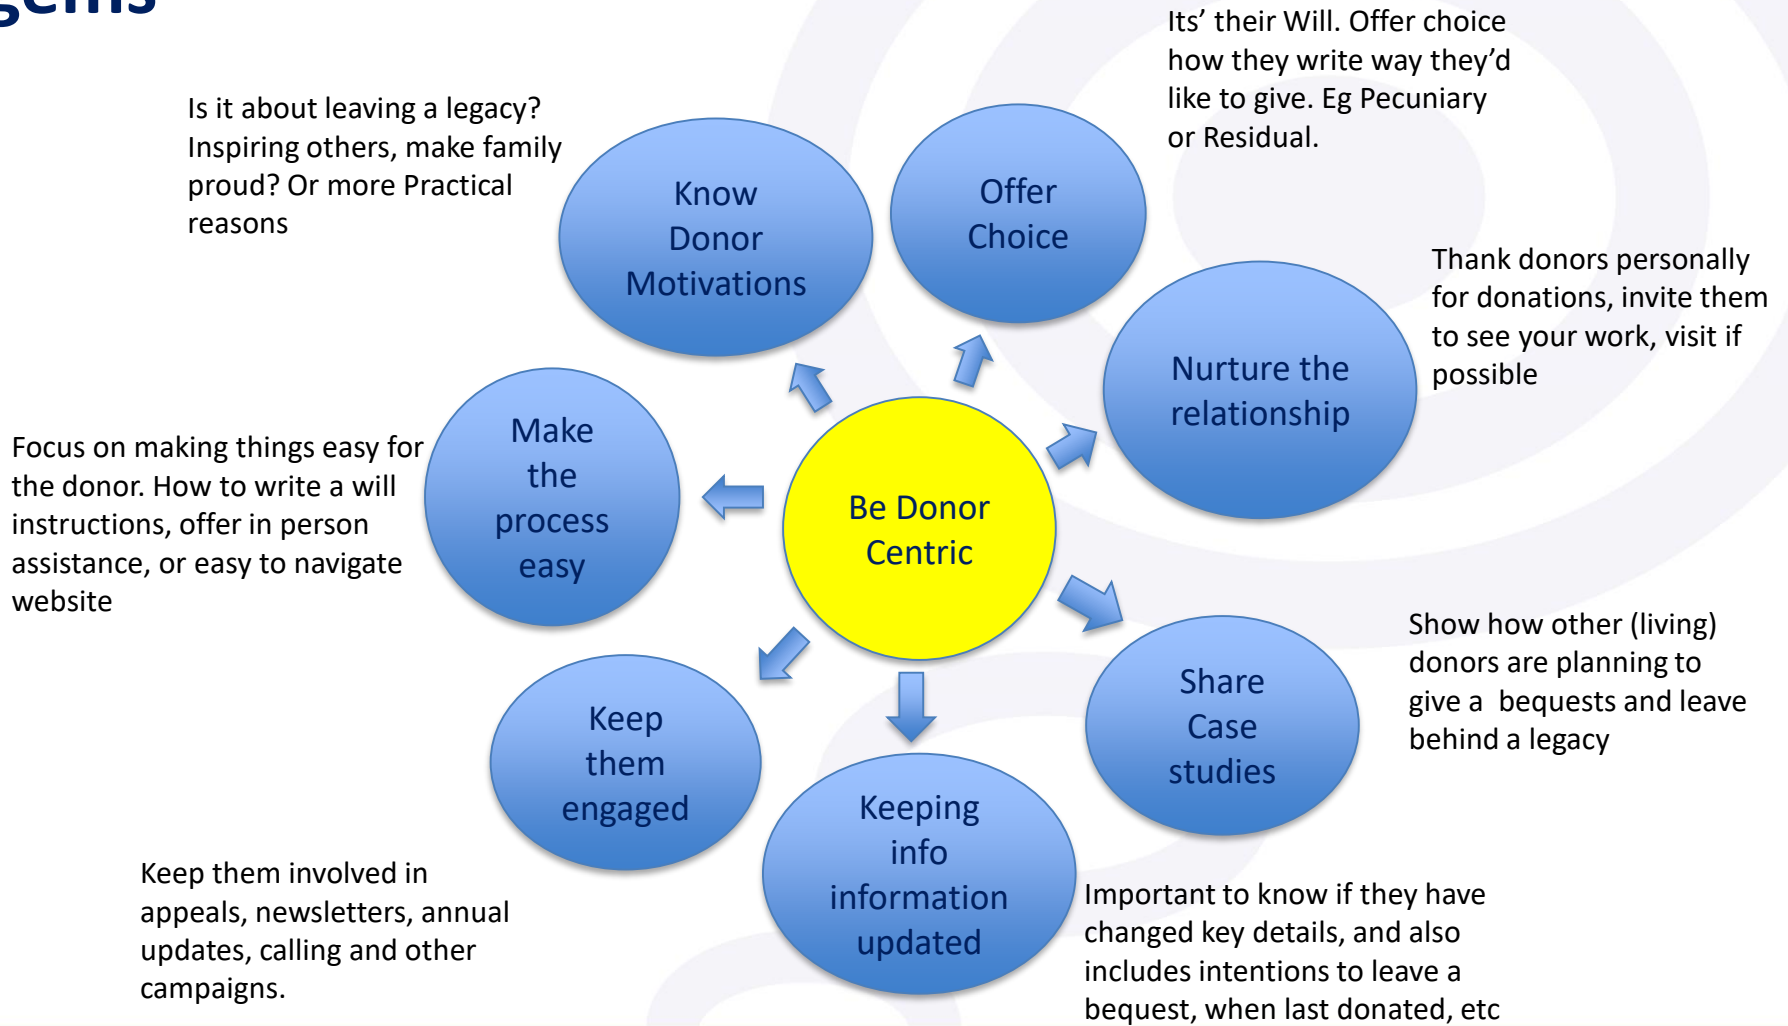 Its' their Will. Offer choice
how they write way they'd
like to give. Eg Pecuniary
or Residual.
Is it about leaving a legacy?
Inspiring others, make family
proud? Or more Practical
reasons
Know
Donor
Motivations
Offer
Choice
Thank donors personally
for donations, invite them
to see your work, visit if
possible
Nurture the
relationship
Make
the
process
easy
Focus on making things easy for
the donor. How to write a will
instructions, offer in person
assistance, or easy to navigate
website
Be Donor
Centric
Show how other (living)
donors are planning to
give a  bequests and leave
behind a legacy
Share
Case
studies
Keep
them
engaged
Keeping
info
information
updated
Keep them involved in
appeals, newsletters, annual
updates, calling and other
campaigns.
Important to know if they have
changed key details, and also
includes intentions to leave a
bequest, when last donated, etc